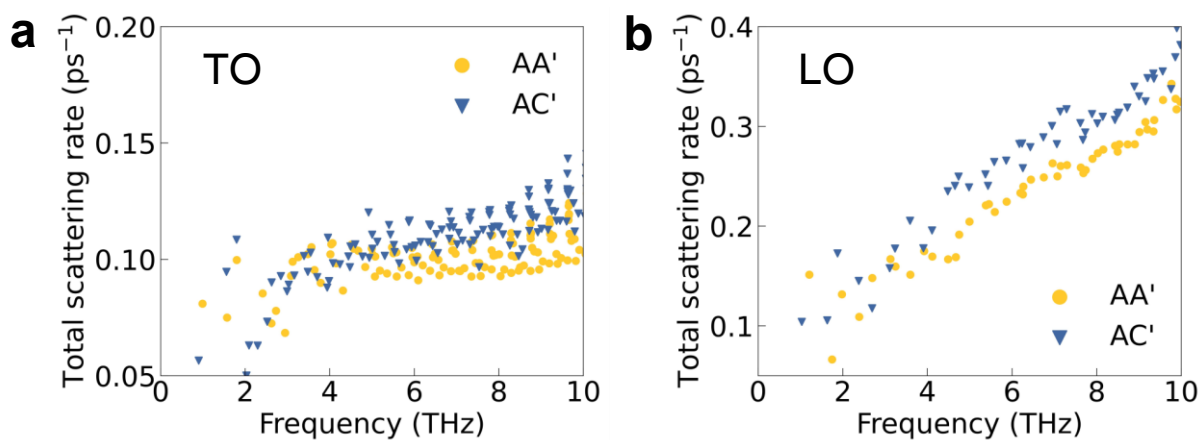 a
TO
AA'
AC'
Total scattering rate (ps⁻¹)
0.20
0.15
0.10
0.05
0 2 4 6 8 10
Frequency (THz)
b
LO
AA'
AC'
Total scattering rate (ps⁻¹)
0.4
0.3
0.2
0.1
0 2 4 6 8 10
Frequency (THz)